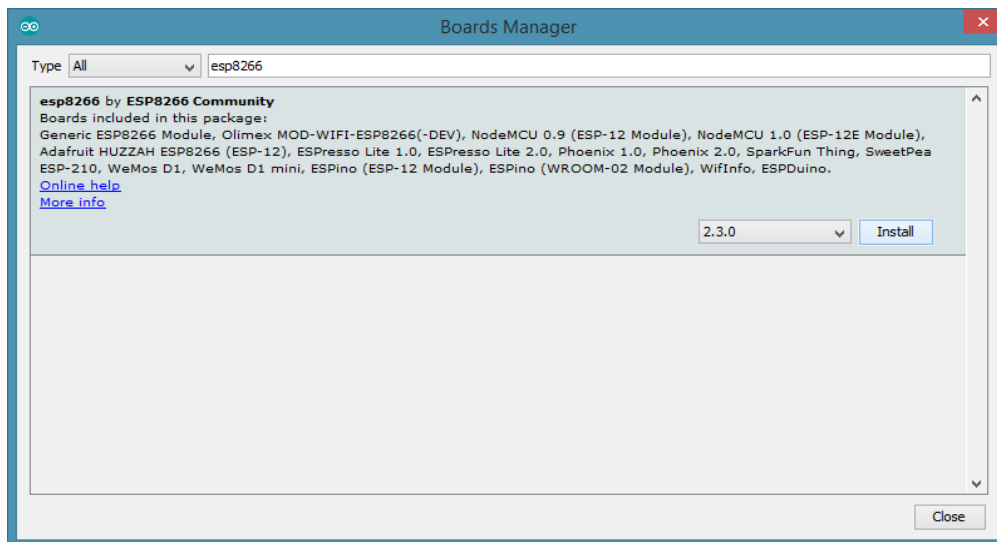 Boards Manager
Type All esp8266
esp8266 by ESP8266 Community
Boards included in this package:
Generic ESP8266 Module, Olimex MOD-WIFI-ESP8266(-DEV), NodeMCU 0.9 (ESP-12 Module), NodeMCU 1.0 (ESP-12E Module),
Adafruit HUZZAH ESP8266 (ESP-12), ESPresso Lite 1.0, ESPresso Lite 2.0, Phoenix 1.0, Phoenix 2.0, SparkFun Thing, SweetPea
ESP-210, WeMos D1, WeMos D1 mini, ESPino (ESP-12 Module), ESPino (WROOM-02 Module), WifInfo, ESPDuino.
Online help
More info
2.3.0 Install
Close